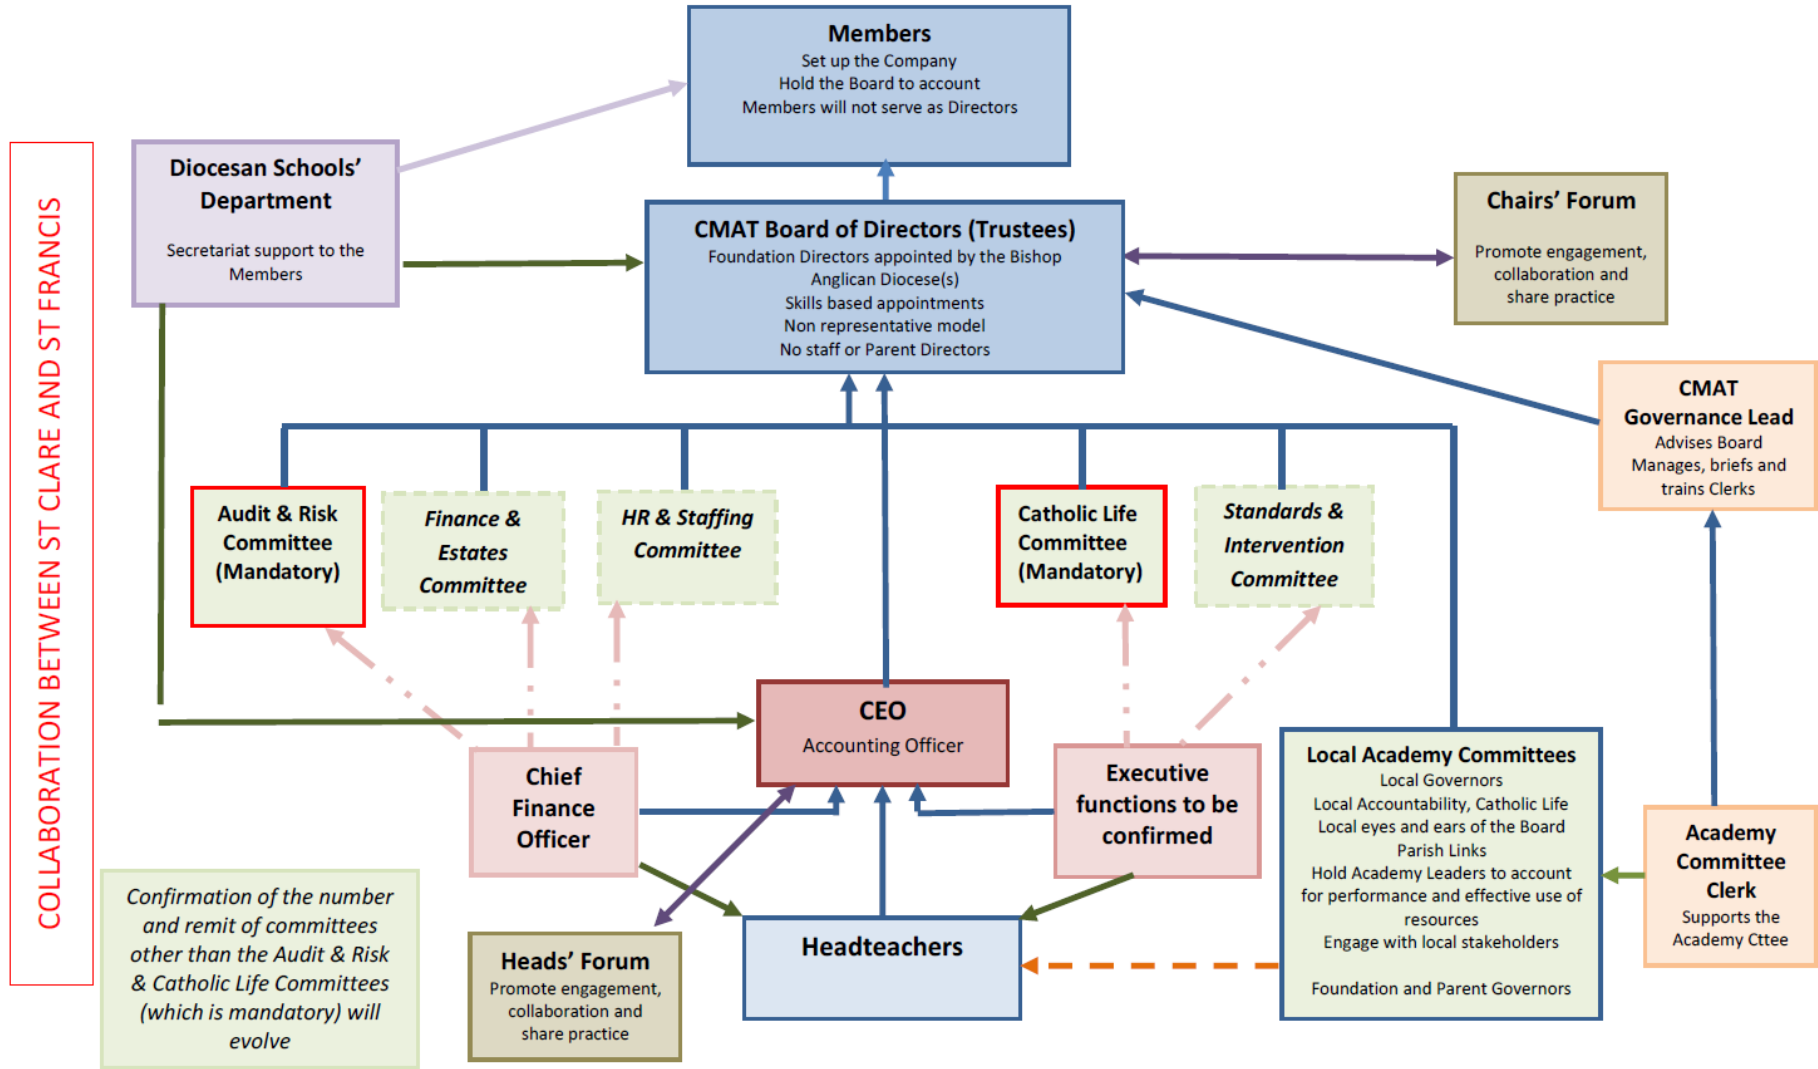 COLLABORATION BETWEEN ST CLARE AND ST FRANCIS
Members
Set up the Company
Hold the Board to account
Members will not serve as Directors
Diocesan Schools’
Department
Secretariat support to the
Members
CMAT Board of Directors (Trustees)
Foundation Directors appointed by the Bishop
Anglican Diocese(s)
Skills based appointments
Non representative model
No staff or Parent Directors
Chairs’ Forum
Promote engagement,
collaboration and
share practice
CMAT
Governance Lead
Advises Board
Manages, briefs and
trains Clerks
Audit & Risk
Committee
(Mandatory)
Finance &
Estates
Committee
HR & Staffing
Committee
Catholic Life
Committee
(Mandatory)
Standards &
Intervention
Committee
CEO
Accounting Officer
Chief
Finance
Officer
Executive
functions to be
confirmed
Local Academy Committees
Local Governors
Local Accountability, Catholic Life
Local eyes and ears of the Board
Parish Links
Hold Academy Leaders to account
for performance and effective use of
resources
Engage with local stakeholders
Foundation and Parent Governors
Academy
Committee
Clerk
Supports the
Academy Cttee
Confirmation of the number
and remit of committees
other than the Audit & Risk
& Catholic Life Committees
(which is mandatory) will
evolve
Heads’ Forum
Promote engagement,
collaboration and
share practice
Headteachers